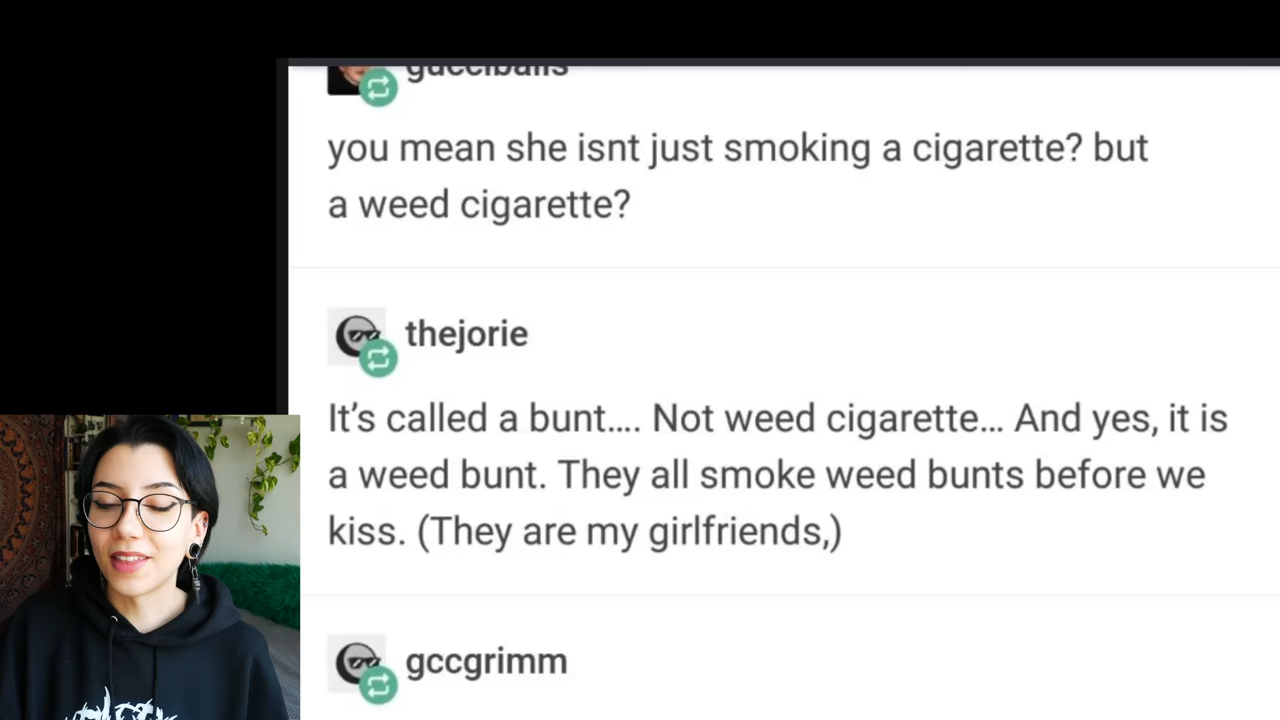 gucciballs
you mean she isnt just smoking a cigarette? but
a weed cigarette?
thejorie
It's called a bunt.... Not weed cigarette... And yes, it is
a weed bunt. They all smoke weed bunts before we
kiss. (They are my girlfriends,)
gccgrimm